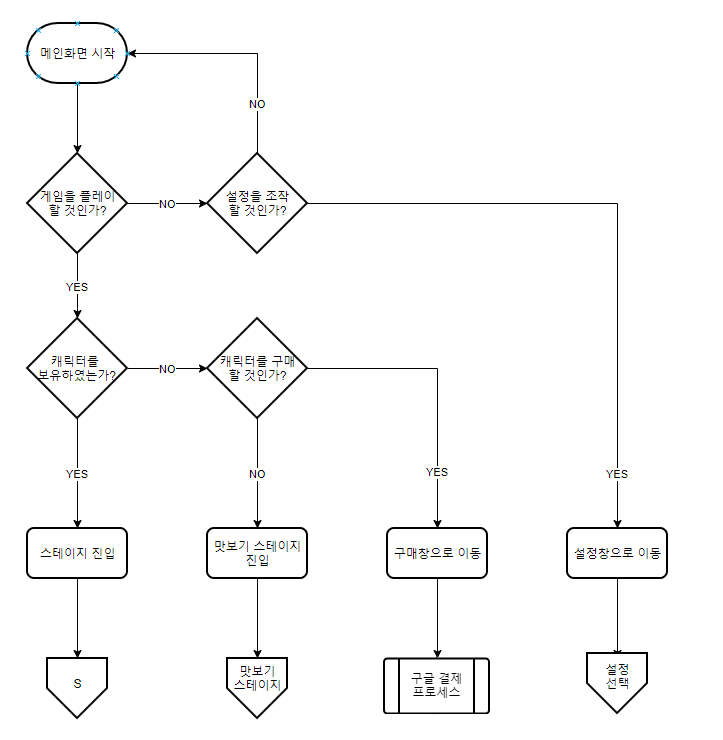 메인화면 시작
NO
게임을 플레이
할 것인가?
NO
설정을 조작
할 것인가?
YES
캐릭터를
보유하였는가?
NO
캐릭터를 구매
할 것인가?
YES
NO
YES
YES
스테이지 진입
맛보기 스테이지
진입
구매창으로 이동
설정창으로 이동
S
맛보기
스테이지
구글 결제
프로세스
설정
선택